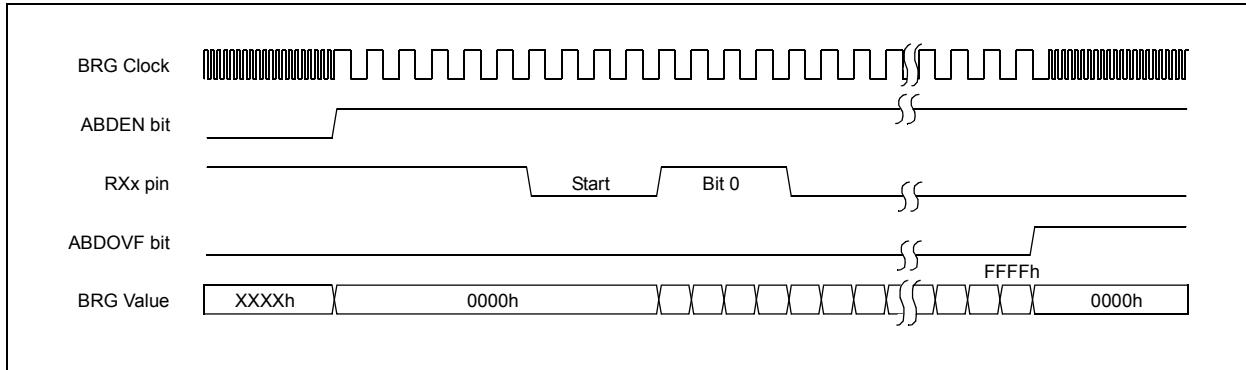 BRG Clock
ABDEN bit
RXx pin
Start
Bit 0
ABDOVF bit
FFFFh
BRG Value
XXXXh
0000h
0000h